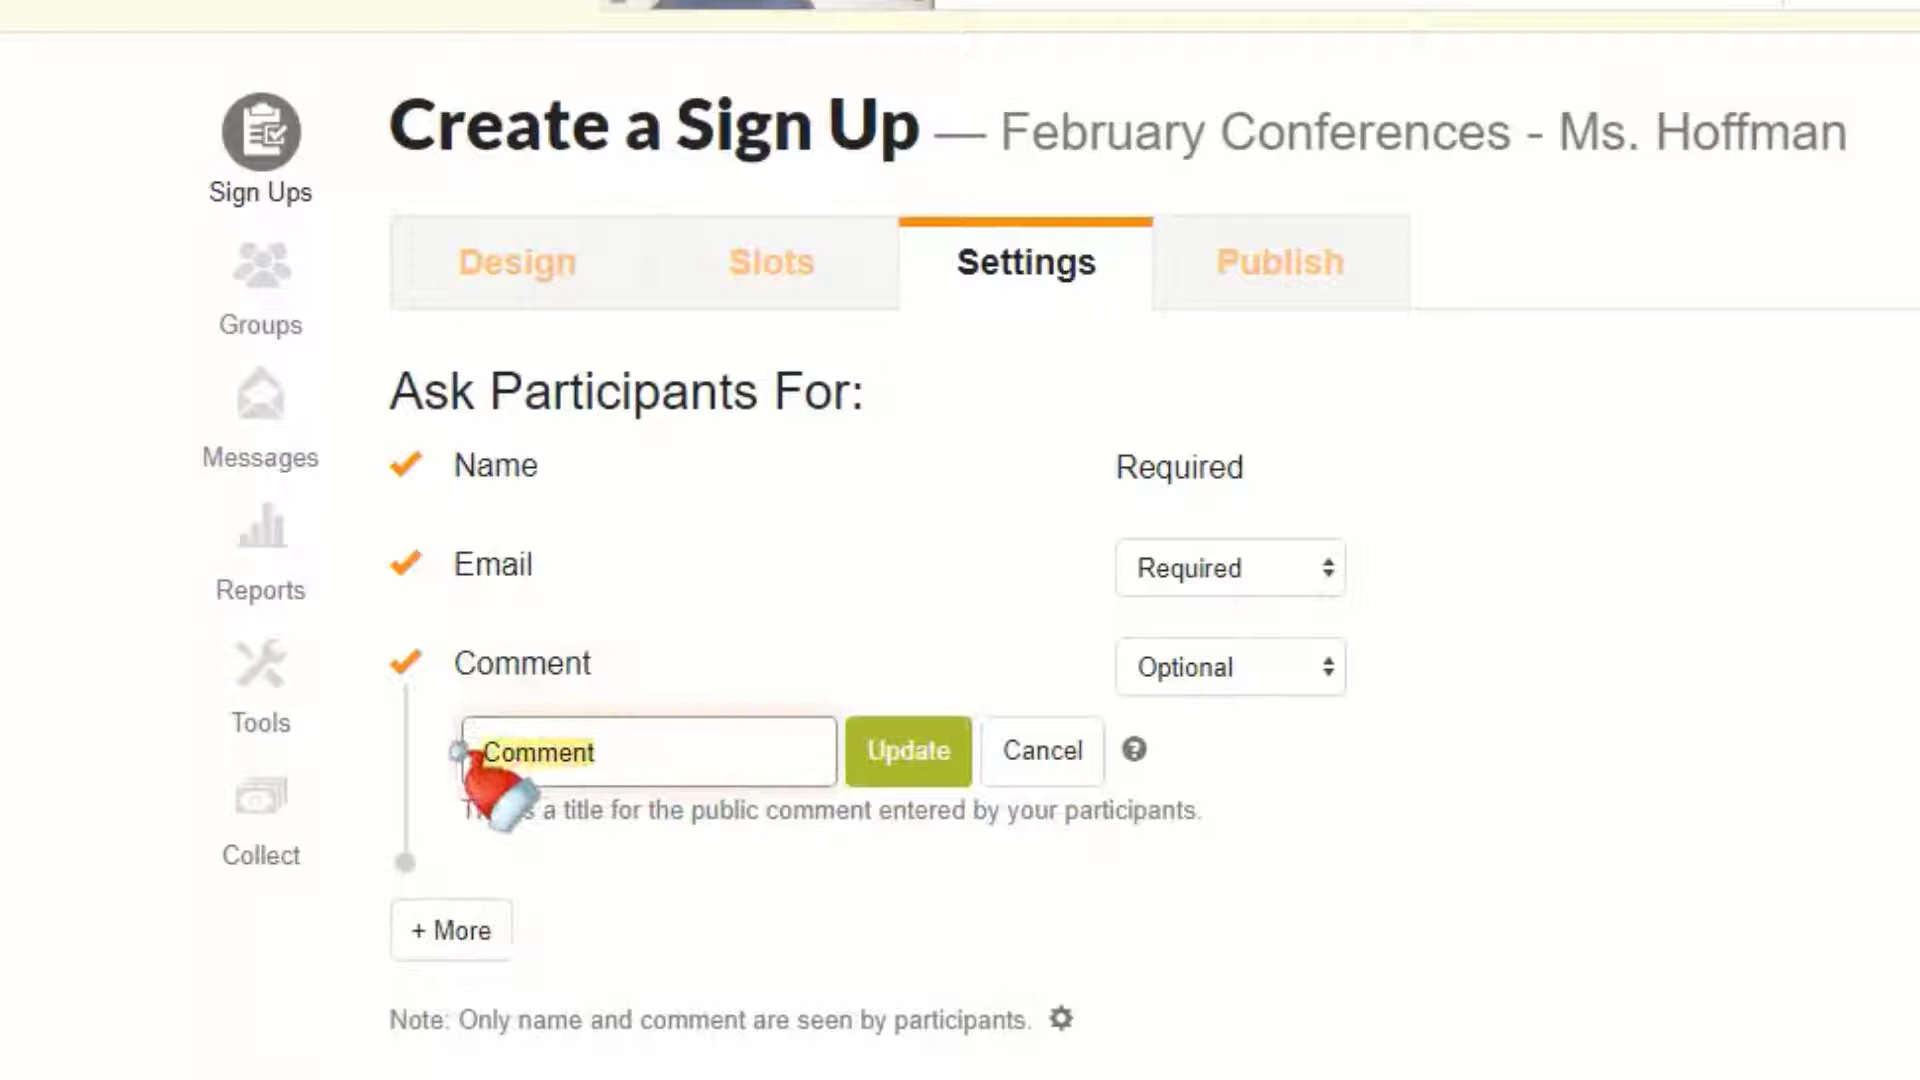 Create a Sign Up — February Conferences - Ms. Hoffman
Sign Ups
Groups
Messages
Reports
Tools
Collect
Design
Slots
Settings
Publish
Ask Participants For:
Name
Required
Email
Required
Comment
Optional
Comment
Update
Cancel
a title for the public comment entered by your participants.
+ More
Note: Only name and comment are seen by participants.